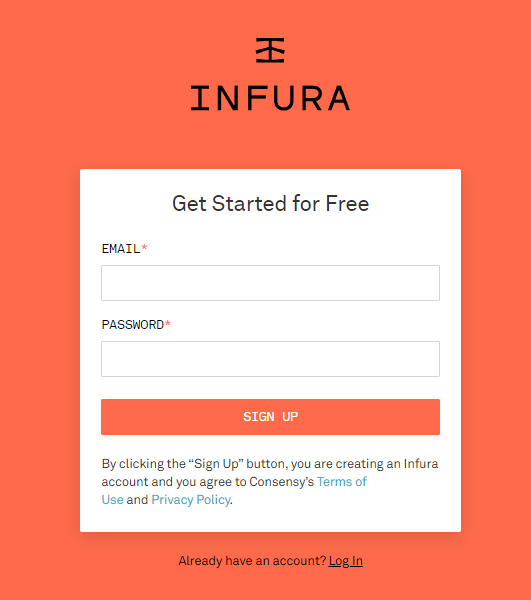 INFURA
Get Started for Free
EMAIL*
PASSWORD*
SIGN UP
By clicking the “Sign Up” button, you are creating an Infura
account and you agree to Consensy’s Terms of
Use and Privacy Policy.
Already have an account? Log In